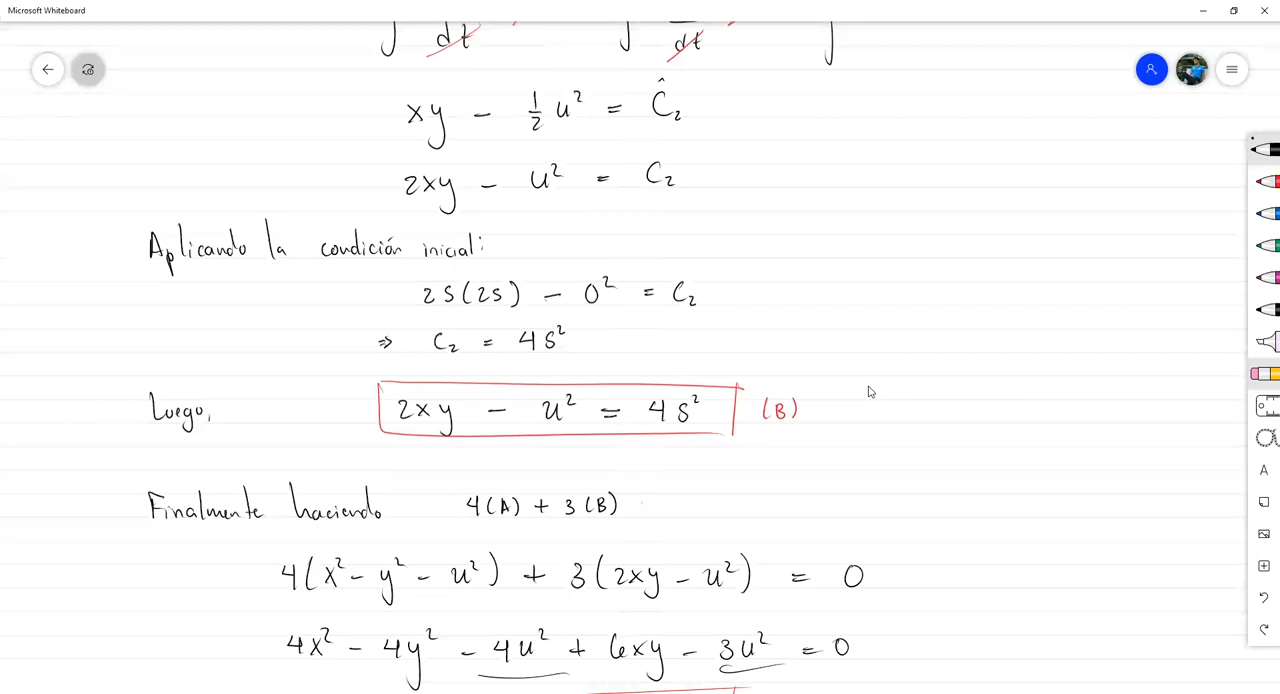 Microsoft Whiteboard
dt dt
xy - 1/2 u² = Ĉ₂
2xy - u² = C₂
Aplicando la condición inicial:
2s(2s) - 0² = C₂
⇒ C₂ = 4s²
Luego, 2xy - u² = 4s² (B)
Finalmente haciendo 4(A) + 3(B)
4(x² - y² - u²) + 3(2xy - u²) = 0
4x² - 4y² - 4u² + 6xy - 3u² = 0
A